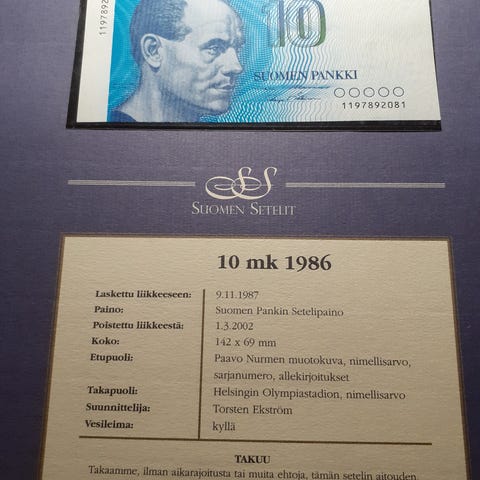 1197892081
10
SUOMEN PANKKI
1197892081
SUOMEN SETELIT
10 mk 1986
Laskettu liikkeeseen: 9.11.1987
Paino: Suomen Pankin Setelipaino
Poistettu liikkestä: 1.3.2002
Koko: 142 x 69 mm
Etupuoli: Paavo Nurmen muotokuva, nimellisarvo,
sarjanumero, allekirjoitukset
Takapuoli: Helsingin Olympiastadion, nimellisarvo
Suunnittelija: Torsten Ekström
Vesileima: kyllä
TAKUU
Takaamme, ilman aikarajoitusta tai muita ehtoja, tämän setelin aitouden